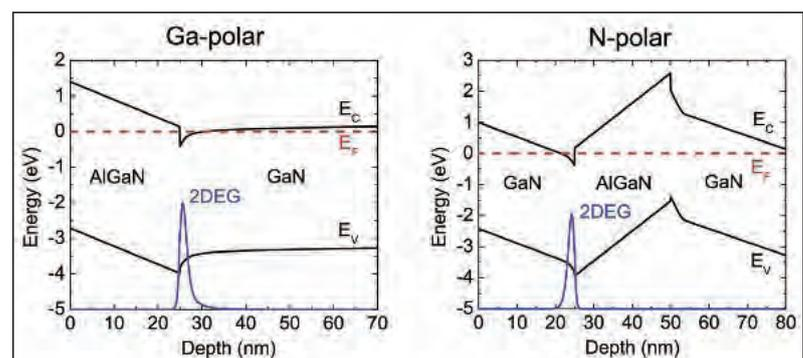 Ga-polar
2
1
0
-1
-2
-3
-4
-5
Energy (eV)
E_C
E_F
AlGaN
GaN
2DEG
E_V
0 10 20 30 40 50 60 70
Depth (nm)
N-polar
3
2
1
0
-1
-2
-3
-4
-5
Energy (eV)
E_C
E_F
GaN
AlGaN
GaN
2DEG
E_V
0 10 20 30 40 50 60 70 80
Depth (nm)